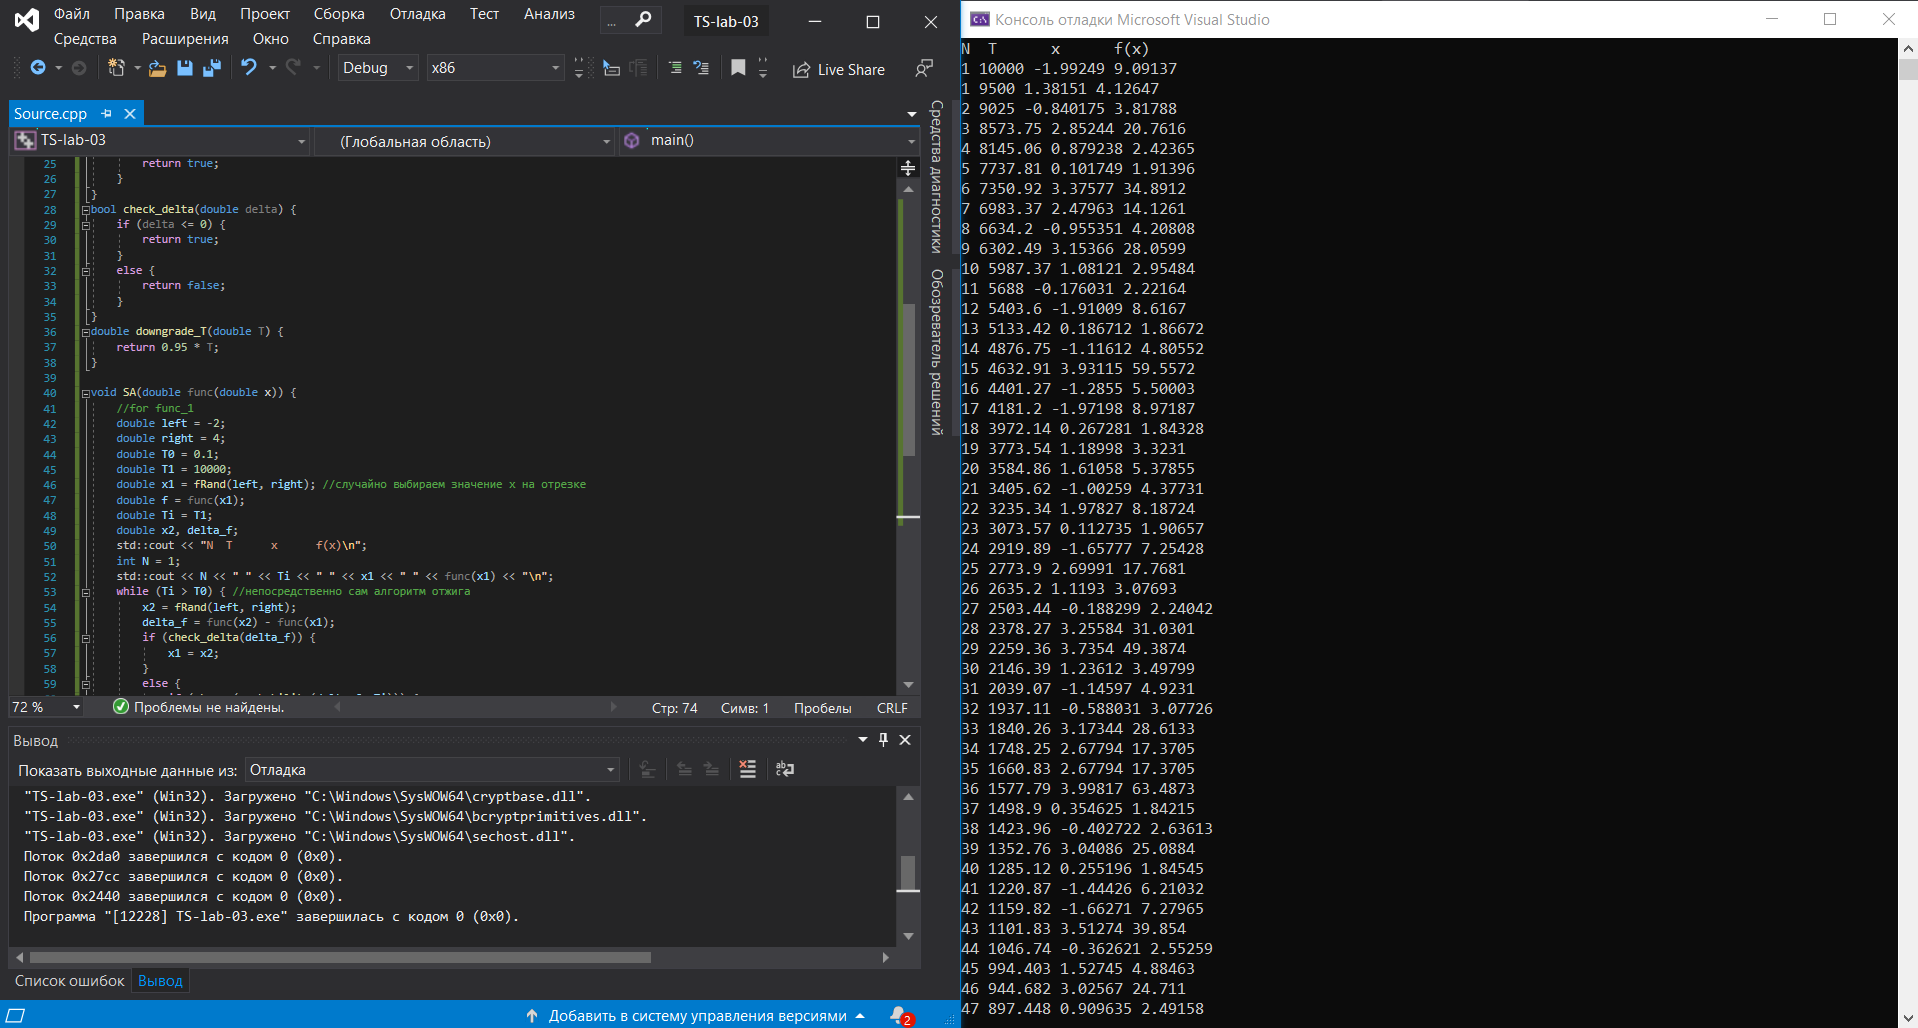 Файл Правка Вид Проект Сборка Отладка Тест Анализ ... TS-lab-03
Средства Расширения Окно Справка
Debug x86 Live Share
Source.cpp
TS-lab-03 (Глобальная область) main()
25 return true;
26 }
27 }
28 bool check_delta(double delta) {
29 if (delta <= 0) {
30 return true;
31 }
32 else {
33 return false;
34 }
35 }
36 double downgrade_T(double T) {
37 return 0.95 * T;
38 }
39
40 void SA(double func(double x)) {
41 //for func_1
42 double left = -2;
43 double right = 4;
44 double T0 = 0.1;
45 double T1 = 10000;
46 double x1 = fRand(left, right); //случайно выбираем значение x на отрезке
47 double f = func(x1);
48 double Ti = T1;
49 double x2, delta_f;
50 std::cout << "N  T      x      f(x)\n";
51 int N = 1;
52 std::cout << N << " " << Ti << " " << x1 << " " << func(x1) << "\n";
53 while (Ti > T0) { //непосредственно сам алгоритм отжига
54 x2 = fRand(left, right);
55 delta_f = func(x2) - func(x1);
56 if (check_delta(delta_f)) {
57 x1 = x2;
58 }
59 else {
72 % Проблемы не найдены. Стр: 74 Симв: 1 Пробелы CRLF
Вывод
Показать выходные данные из: Отладка
"TS-lab-03.exe" (Win32). Загружено "C:\Windows\SysWOW64\cryptbase.dll".
"TS-lab-03.exe" (Win32). Загружено "C:\Windows\SysWOW64\bcryptprimitives.dll".
"TS-lab-03.exe" (Win32). Загружено "C:\Windows\SysWOW64\sechost.dll".
Поток 0x2da0 завершился с кодом 0 (0x0).
Поток 0x27cc завершился с кодом 0 (0x0).
Поток 0x2440 завершился с кодом 0 (0x0).
Программа "[12228] TS-lab-03.exe" завершилась с кодом 0 (0x0).
Список ошибок Вывод
Добавить в систему управления версиями 2
Средства диагностики
Обозреватель решений
Консоль отладки Microsoft Visual Studio
N  T      x      f(x)
1 10000 -1.99249 9.09137
1 9500 1.38151 4.12647
2 9025 -0.840175 3.81788
3 8573.75 2.85244 20.7616
4 8145.06 0.879238 2.42365
5 7737.81 0.101749 1.91396
6 7350.92 3.37577 34.8912
7 6983.37 2.47963 14.1261
8 6634.2 -0.955351 4.20808
9 6302.49 3.15366 28.0599
10 5987.37 1.08121 2.95484
11 5688 -0.176031 2.22164
12 5403.6 -1.91009 8.6167
13 5133.42 0.186712 1.86672
14 4876.75 -1.11612 4.80552
15 4632.91 3.93115 59.5572
16 4401.27 -1.2855 5.50003
17 4181.2 -1.97198 8.97187
18 3972.14 0.267281 1.84328
19 3773.54 1.18998 3.3231
20 3584.86 1.61058 5.37855
21 3405.62 -1.00259 4.37731
22 3235.34 1.97827 8.18724
23 3073.57 0.112735 1.90657
24 2919.89 -1.65777 7.25428
25 2773.9 2.69991 17.7681
26 2635.2 1.1193 3.07693
27 2503.44 -0.188299 2.24042
28 2378.27 3.25584 31.0301
29 2259.36 3.7354 49.3874
30 2146.39 1.23612 3.49799
31 2039.07 -1.14597 4.9231
32 1937.11 -0.588031 3.07726
33 1840.26 3.17344 28.6133
34 1748.25 2.67794 17.3705
35 1660.83 2.67794 17.3705
36 1577.79 3.99817 63.4873
37 1498.9 0.354625 1.84215
38 1423.96 -0.402722 2.63613
39 1352.76 3.04086 25.0884
40 1285.12 0.255196 1.84545
41 1220.87 -1.44426 6.21032
42 1159.82 -1.66271 7.27965
43 1101.83 3.51274 39.854
44 1046.74 -0.362621 2.55259
45 994.403 1.52745 4.88463
46 944.682 3.02567 24.711
47 897.448 0.909635 2.49158